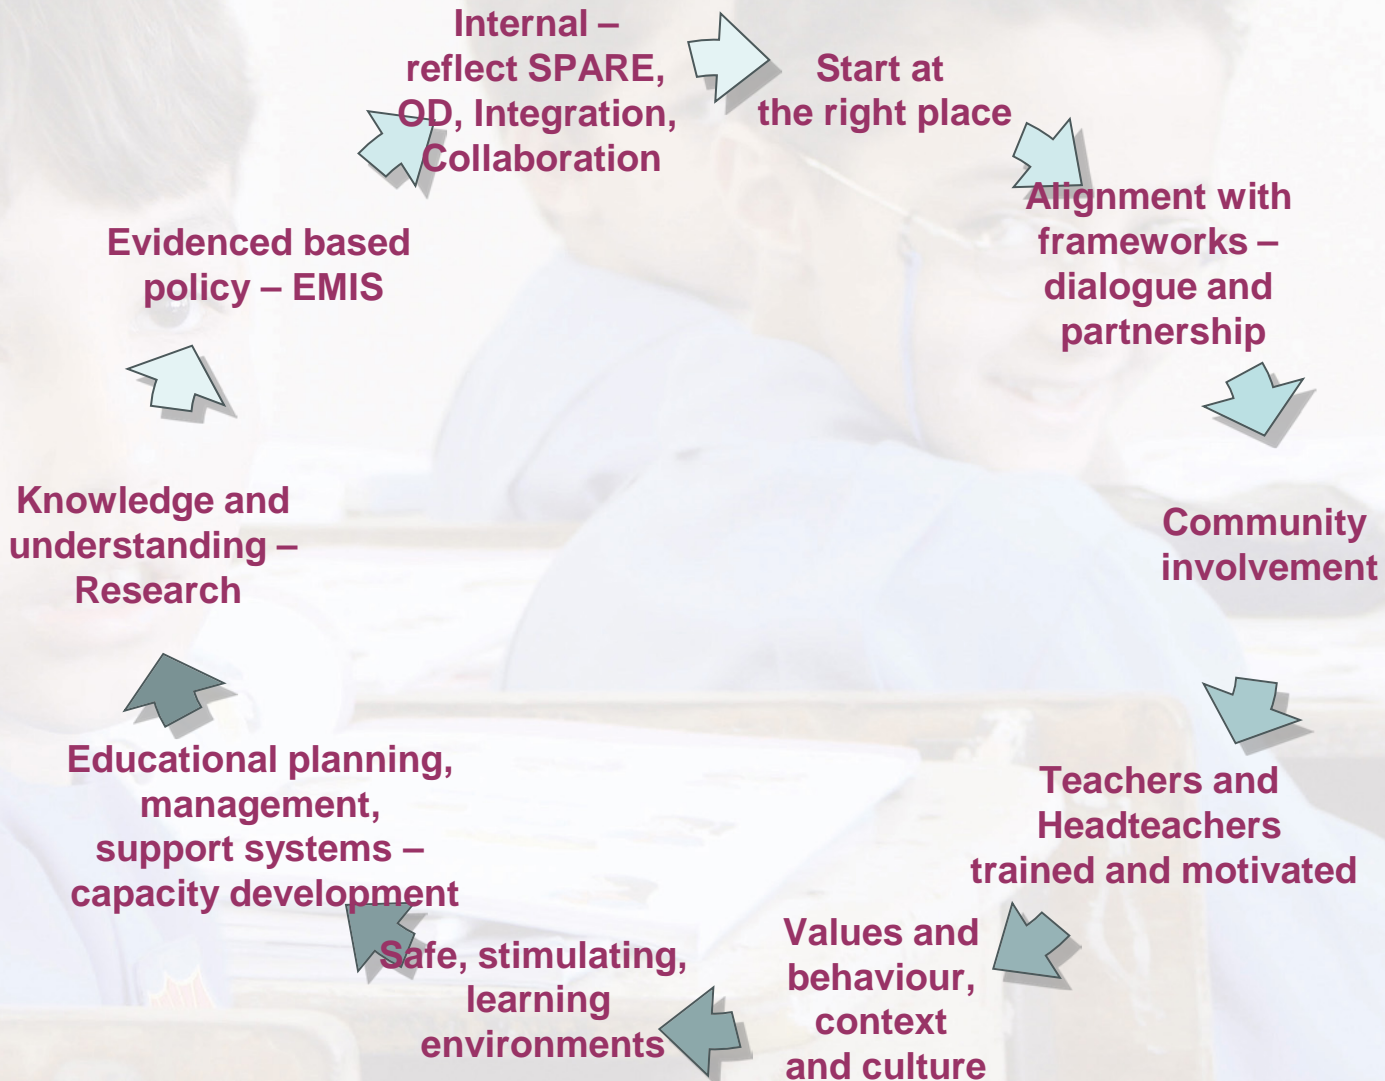 Internal –
reflect SPARE,
OD, Integration,
Collaboration
Start at
the right place
Alignment with
frameworks –
dialogue and
partnership
Community
involvement
Teachers and
Headteachers
trained and motivated
Values and
behaviour,
context
and culture
Safe, stimulating,
learning
environments
Educational planning,
management,
support systems –
capacity development
Knowledge and
understanding –
Research
Evidenced based
policy – EMIS